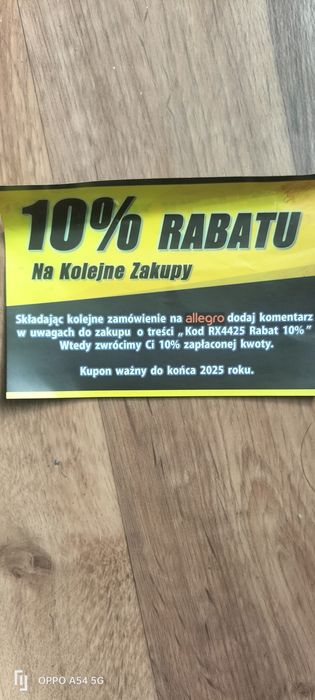 10% RABATU
Na Kolejne Zakupy
Składając kolejne zamówienie na allegro dodaj komentarz
w uwagach do zakupu o treści „Kod RX4425 Rabat 10%"
Wtedy zwrócimy Ci 10% zapłaconej kwoty.
Kupon ważny do końca 2025 roku.
OPPO A54 5G